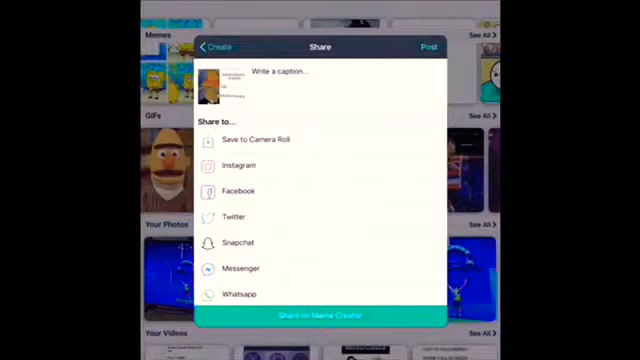 Memes
See All >
Create
Share
Post
Write a caption...
GIFs
See All >
Share to...
Save to Camera Roll
Instagram
Facebook
Twitter
Your Photos
See All >
Snapchat
Messenger
Whatsapp
Share on Meme Creator
Your Videos
See All >